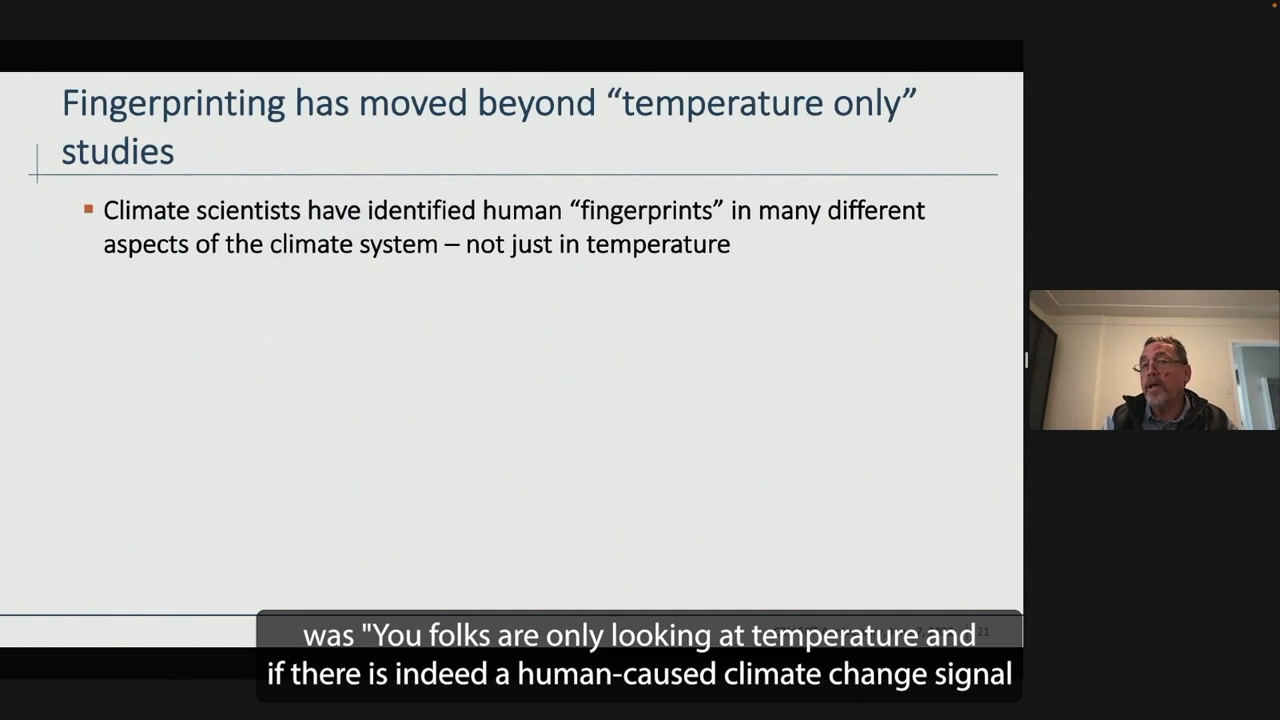 Fingerprinting has moved beyond “temperature only”
studies
Climate scientists have identified human “fingerprints” in many different
aspects of the climate system – not just in temperature
21
was "You folks are only looking at temperature and
if there is indeed a human-caused climate change signal